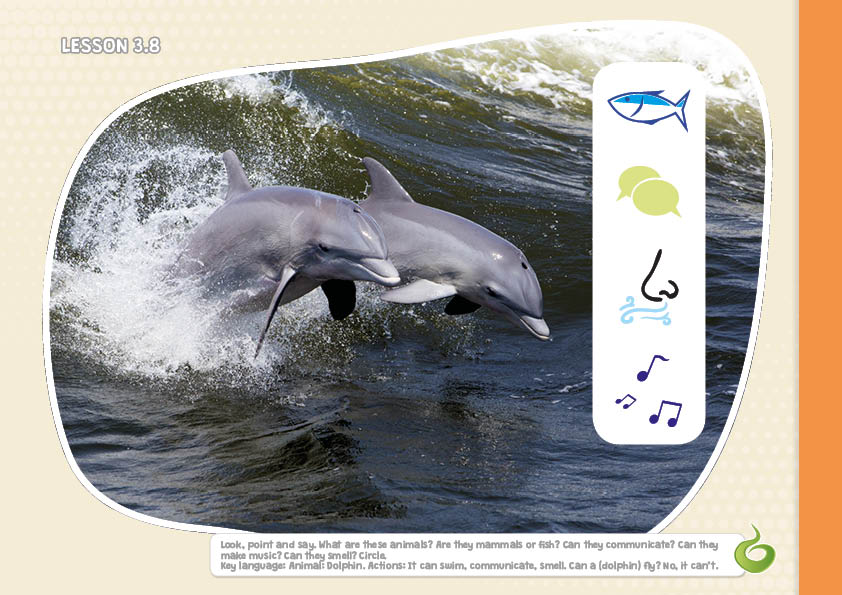 LESSON 3.8
Look, point and say. What are these animals? Are they mammals or fish? Can they communicate? Can they
make music? Can they smell? Circle.
Key language: Animal: Dolphin. Actions: It can swim, communicate, smell. Can a (dolphin) fly? No, it can't.